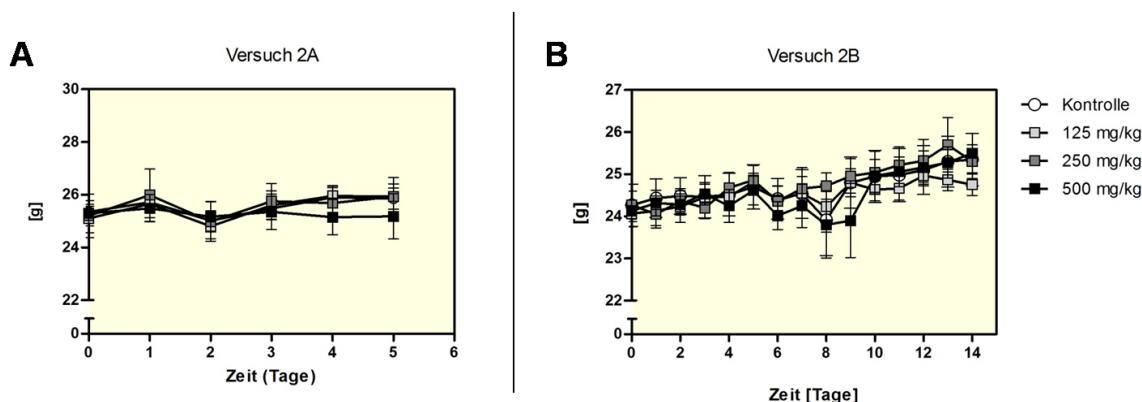 A
Versuch 2A
[g]
30
28
26
24
22
0
0 1 2 3 4 5 6
Zeit (Tage)
B
Versuch 2B
[g]
27
26
25
24
23
22
0
0 2 4 6 8 10 12 14
Zeit [Tage]
Kontrolle
125 mg/kg
250 mg/kg
500 mg/kg